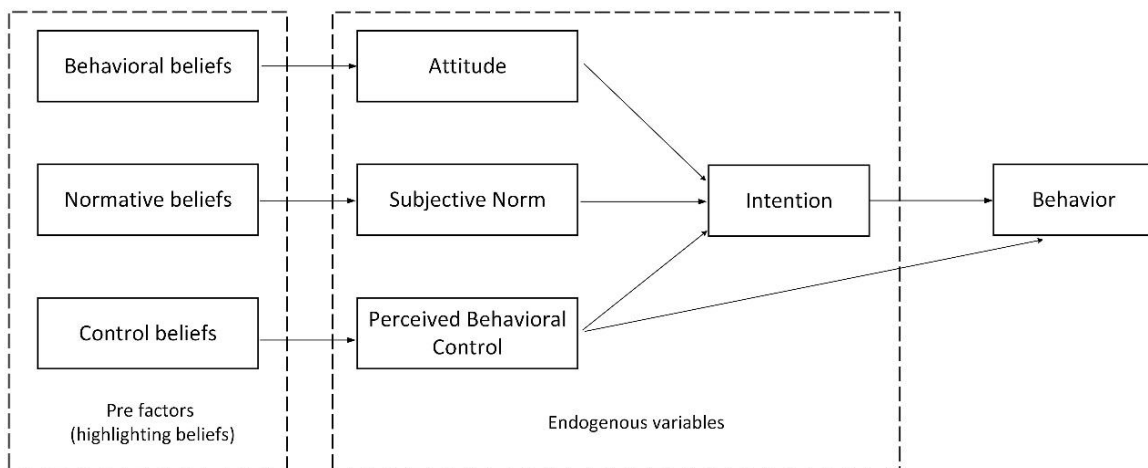 Behavioral beliefs
Attitude
Normative beliefs
Subjective Norm
Intention
Behavior
Control beliefs
Perceived Behavioral
Control
Pre factors
(highlighting beliefs)
Endogenous variables